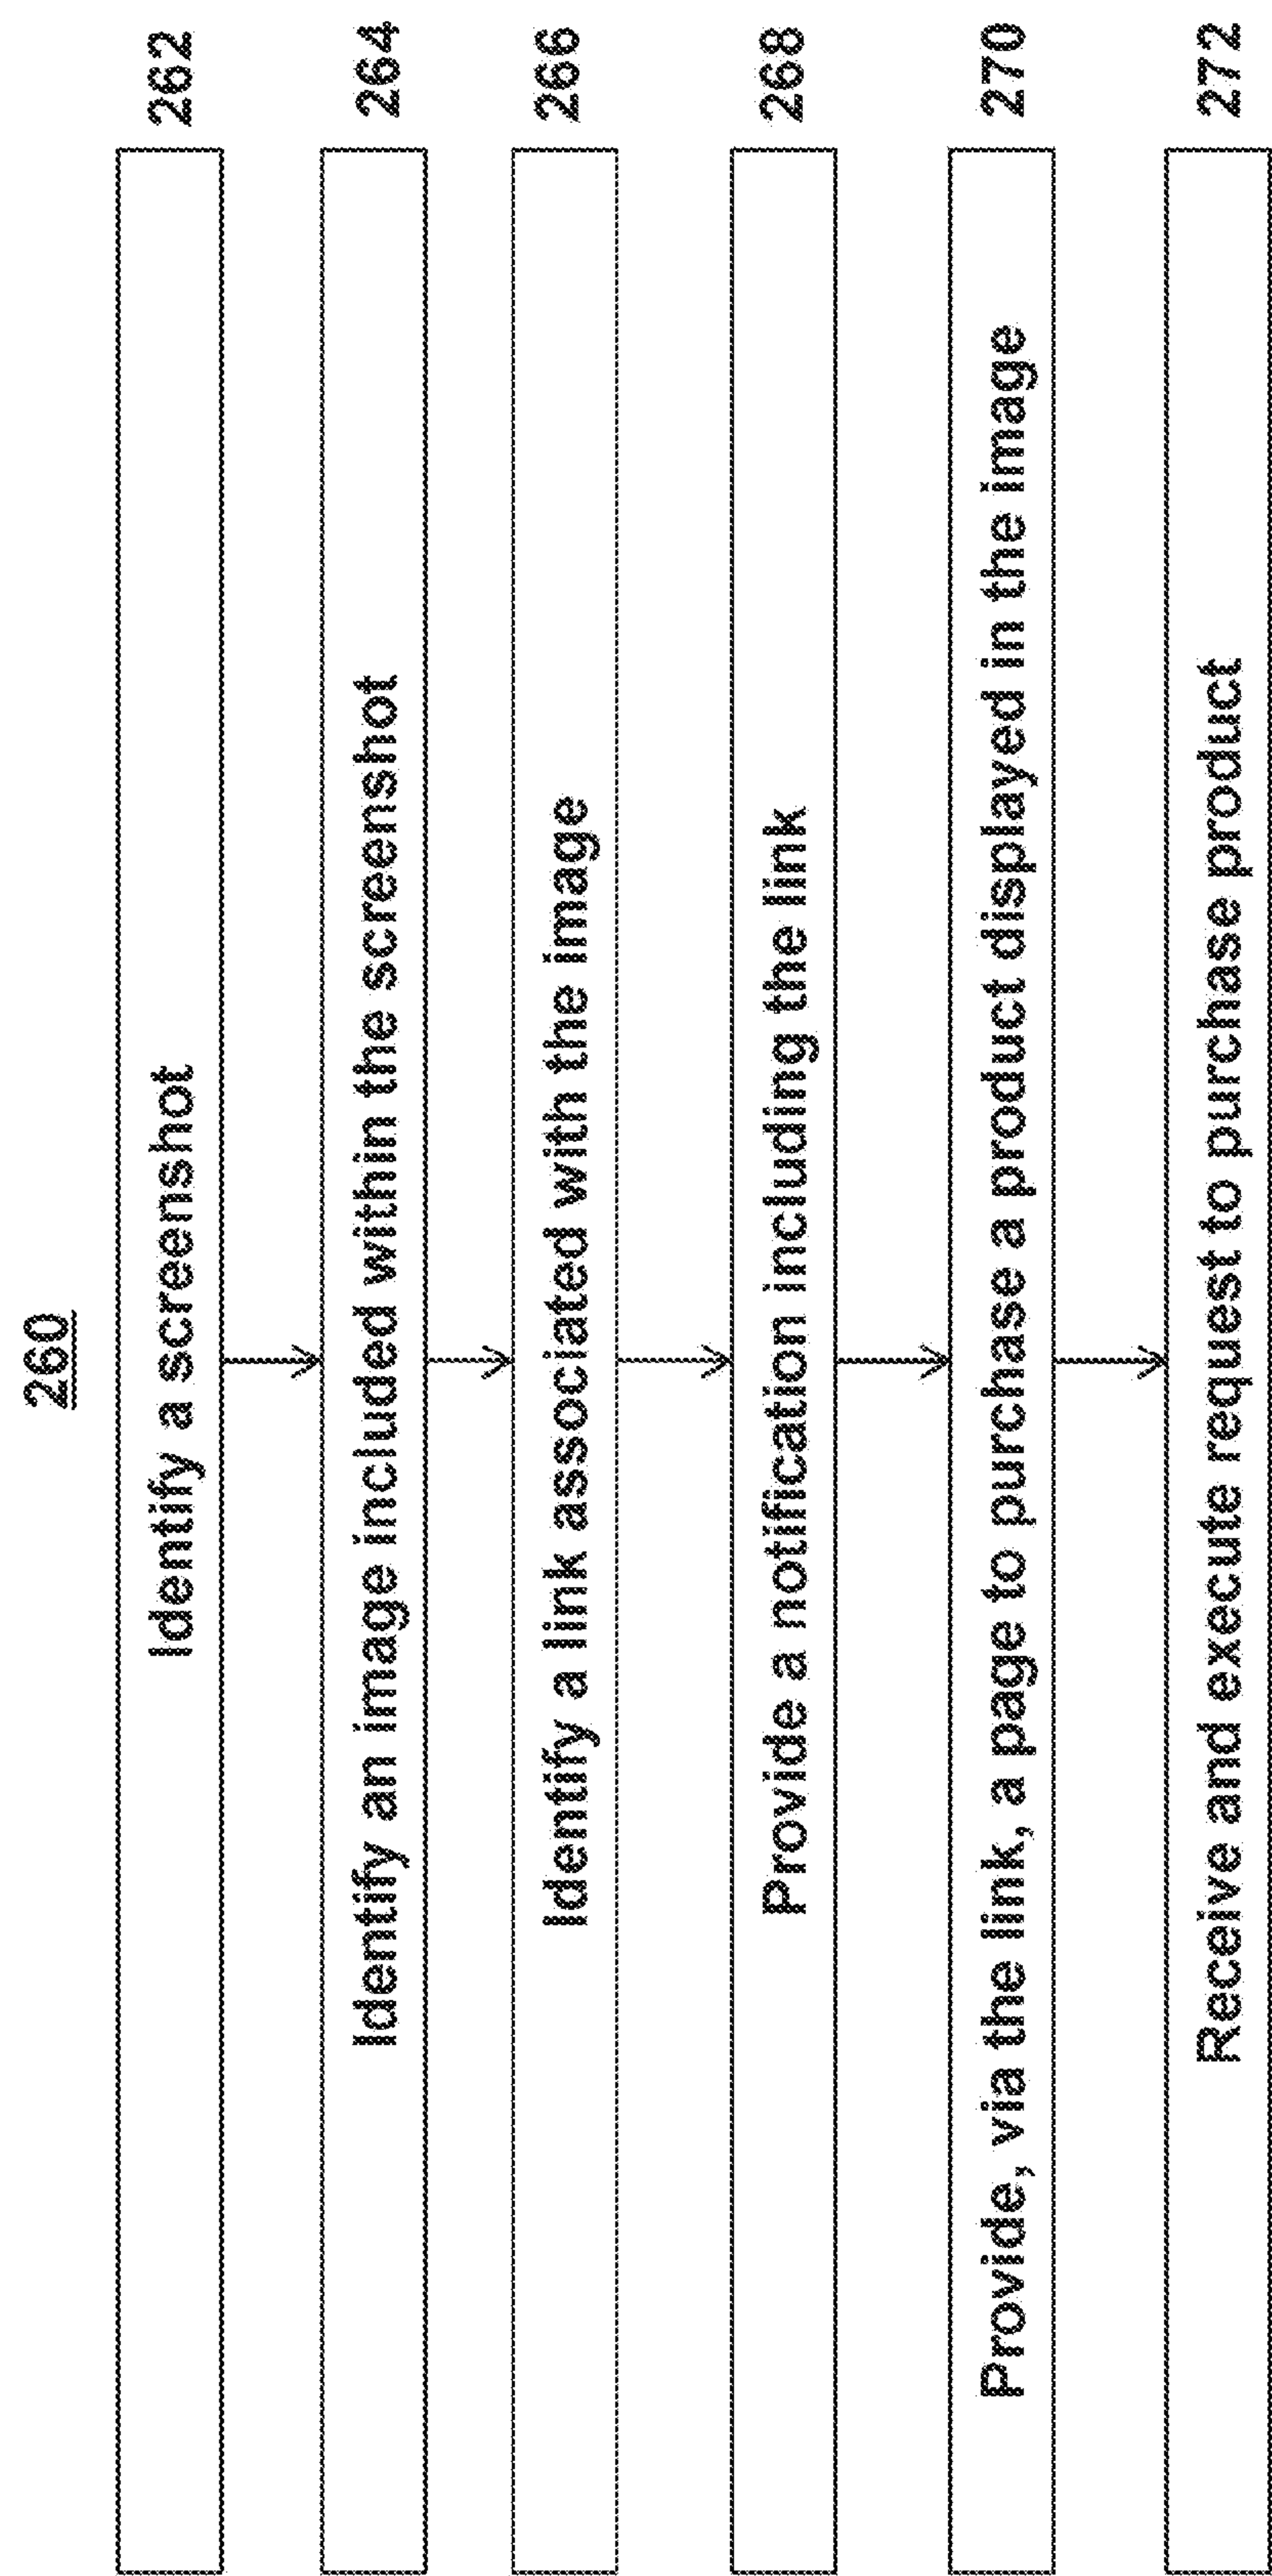 260
Identify a screenshot 262
Identify an image included within the screenshot 264
Identify a link associated with the image 266
Provide a notification including the link 268
Provide, via the link, a page to purchase a product displayed in the image 270
Receive and execute request to purchase product 272